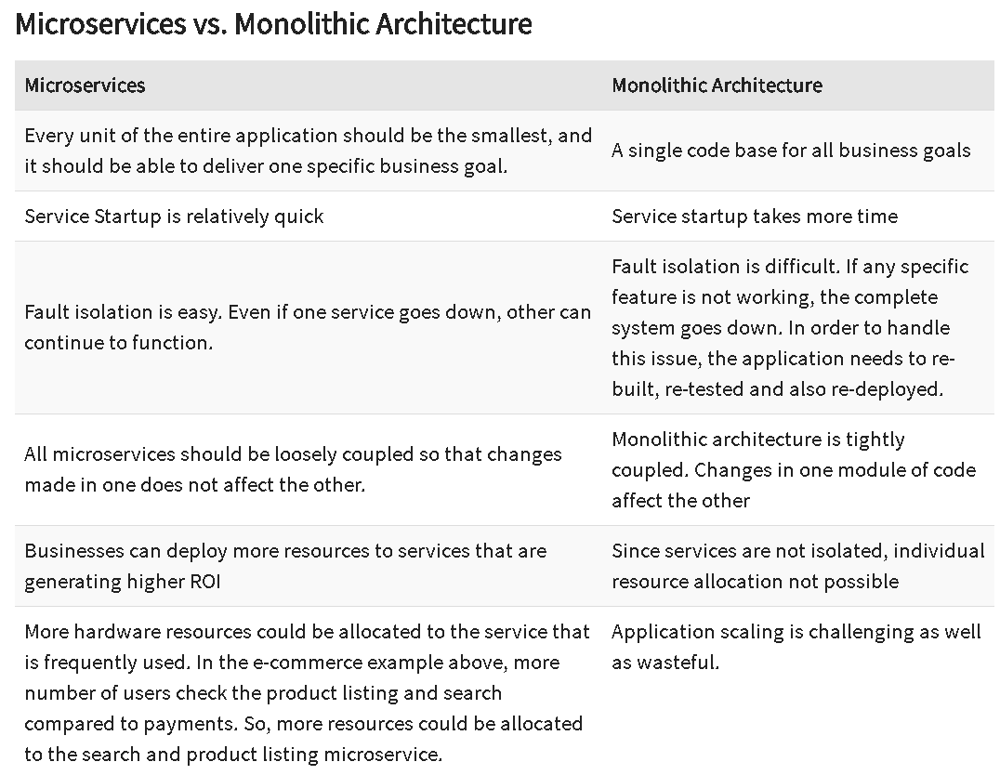 Microservices vs. Monolithic Architecture
Microservices
Monolithic Architecture
Every unit of the entire application should be the smallest, and
it should be able to deliver one specific business goal.
A single code base for all business goals
Service Startup is relatively quick
Service startup takes more time
Fault isolation is easy. Even if one service goes down, other can
continue to function.
Fault isolation is difficult. If any specific
feature is not working, the complete
system goes down. In order to handle
this issue, the application needs to re-
built, re-tested and also re-deployed.
All microservices should be loosely coupled so that changes
made in one does not affect the other.
Monolithic architecture is tightly
coupled. Changes in one module of code
affect the other
Businesses can deploy more resources to services that are
generating higher ROI
Since services are not isolated, individual
resource allocation not possible
More hardware resources could be allocated to the service that
is frequently used. In the e-commerce example above, more
number of users check the product listing and search
compared to payments. So, more resources could be allocated
to the search and product listing microservice.
Application scaling is challenging as well
as wasteful.